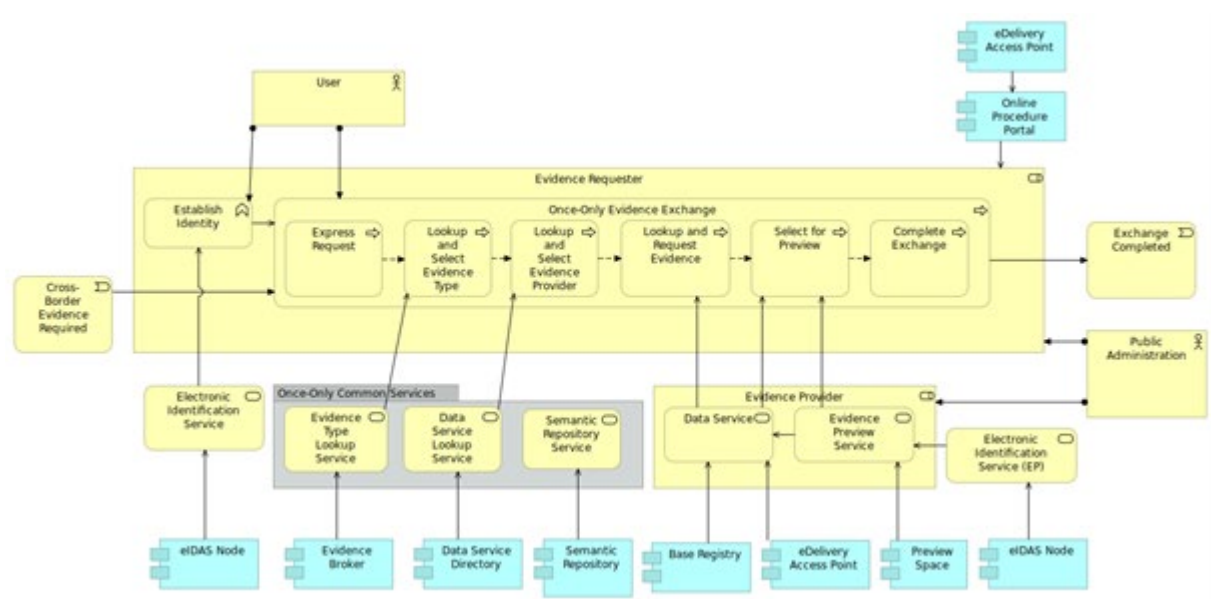 eDelivery
Access Point
User
Online
Procedure
Portal
Evidence Requester
Establish
Identity
Once-Only Evidence Exchange
Express
Request
Lookup
and
Select
Evidence
Type
Lookup
and
Select
Evidence
Provider
Lookup and
Request
Evidence
Select for
Preview
Complete
Exchange
Exchange
Completed
Cross-
Border
Evidence
Required
Public
Administration
Electronic
Identification
Service
Once-Only Common Services
Evidence
Type
Lookup
Service
Data
Service
Lookup
Service
Semantic
Repository
Service
Evidence Provider
Data Service
Evidence
Preview
Service
Electronic
Identification
Service (EP)
eIDAS Node
Evidence
Broker
Data Service
Directory
Semantic
Repository
Base Registry
eDelivery
Access Point
Preview
Space
eIDAS Node